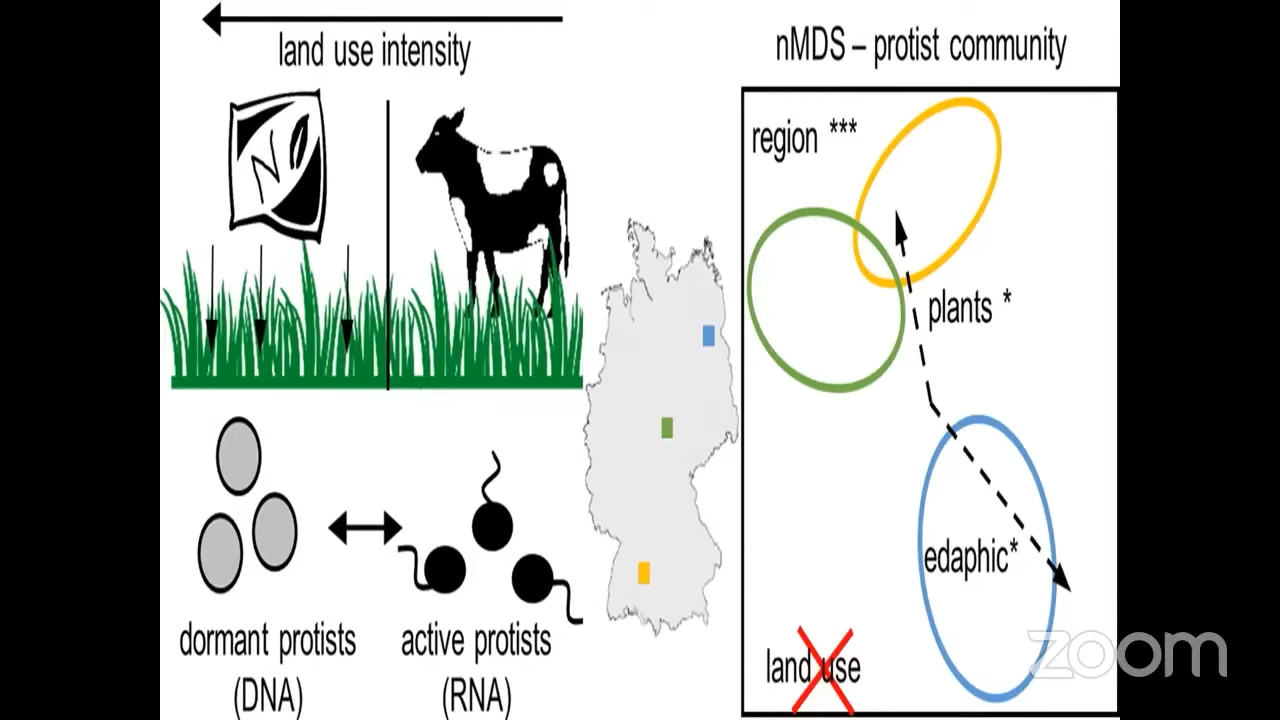 land use intensity
N
dormant protists
(DNA)
active protists
(RNA)
nMDS – protist community
region ***
plants *
edaphic*
land use
zoom